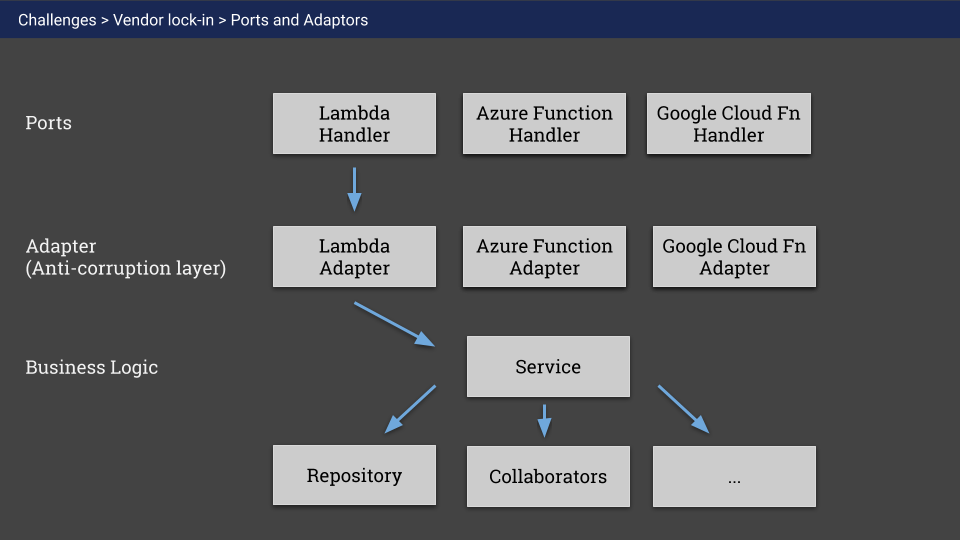 Challenges > Vendor lock-in > Ports and Adaptors
Ports
Lambda
Handler
Azure Function
Handler
Google Cloud Fn
Handler
Adapter
(Anti-corruption layer)
Lambda
Adapter
Azure Function
Adapter
Google Cloud Fn
Adapter
Business Logic
Service
Repository
Collaborators
...